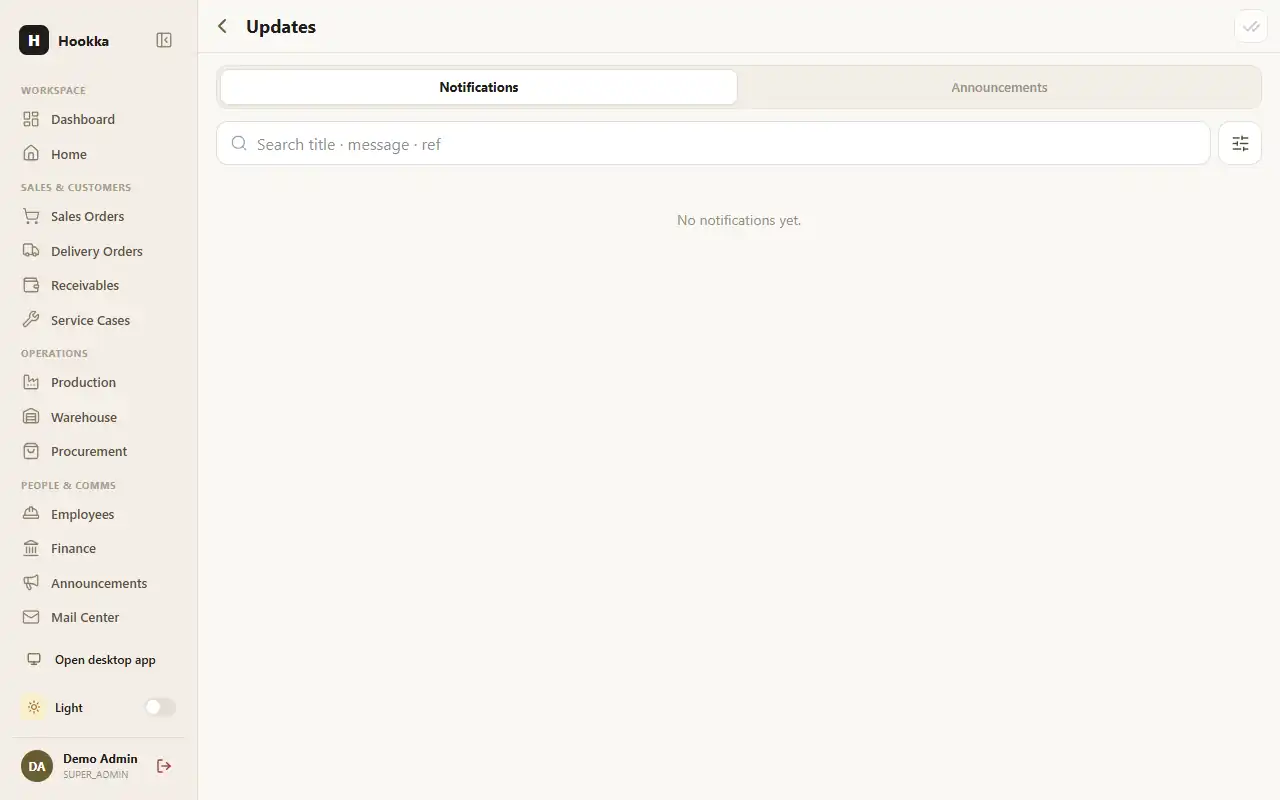 H
Hookka
WORKSPACE
Dashboard
Home
SALES & CUSTOMERS
Sales Orders
Delivery Orders
Receivables
Service Cases
OPERATIONS
Production
Warehouse
Procurement
PEOPLE & COMMS
Employees
Finance
Announcements
Mail Center
Open desktop app
Light
DA
Demo Admin
SUPER_ADMIN
Updates
Notifications
Announcements
Search title · message · ref
No notifications yet.